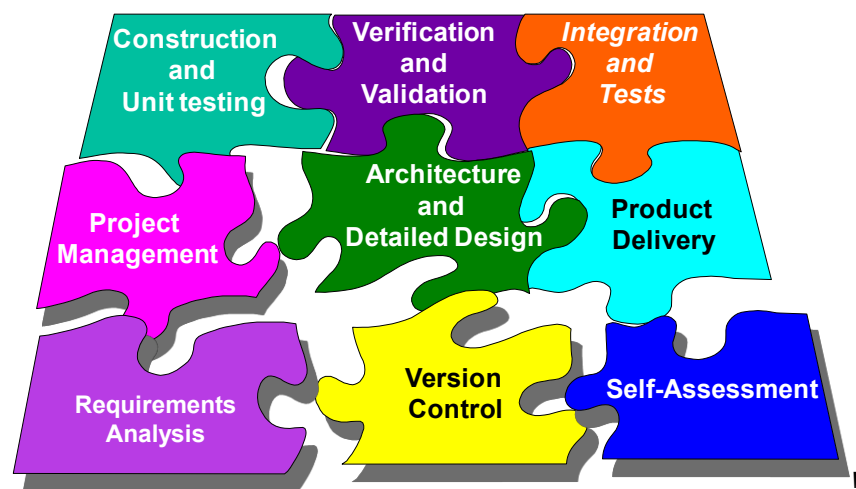 Construction
and
Unit testing
Verification
and
Validation
Integration
and
Tests
Project
Management
Architecture
and
Detailed Design
Product
Delivery
Requirements
Analysis
Version
Control
Self-Assessment